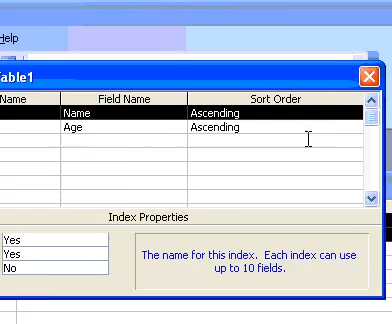 Help
Table1
Name Field Name Sort Order
Name Ascending
Age Ascending
Index Properties
Yes
Yes
No
The name for this index. Each index can use
up to 10 fields.